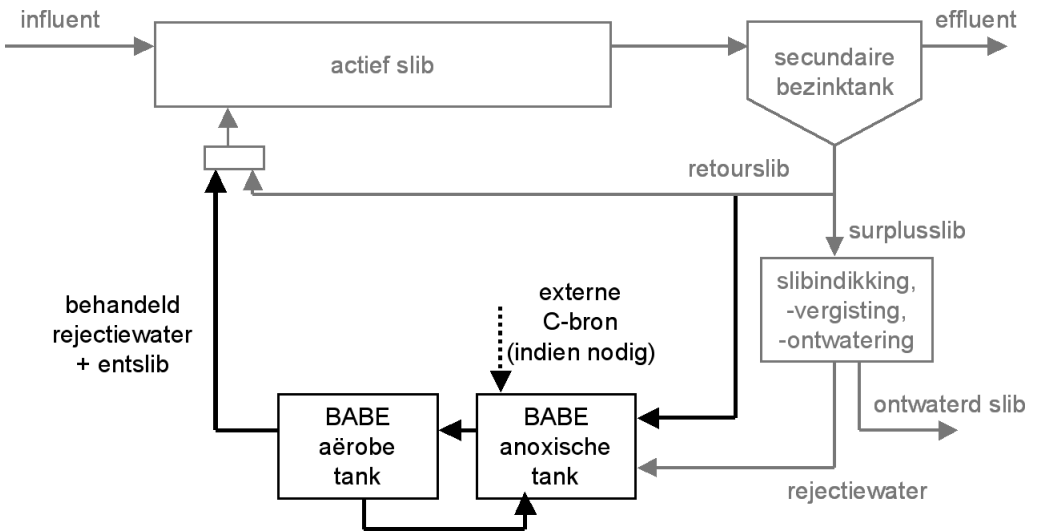 influent
effluent
actief slib
secundaire
bezinktank
retourslib
surplusslib
slibindikking,
-vergisting,
-ontwatering
behandeld
rejectiewater
+ entslib
externe
C-bron
(indien nodig)
BABE
aërobe
tank
BABE
anoxische
tank
ontwaterd slib
rejectiewater